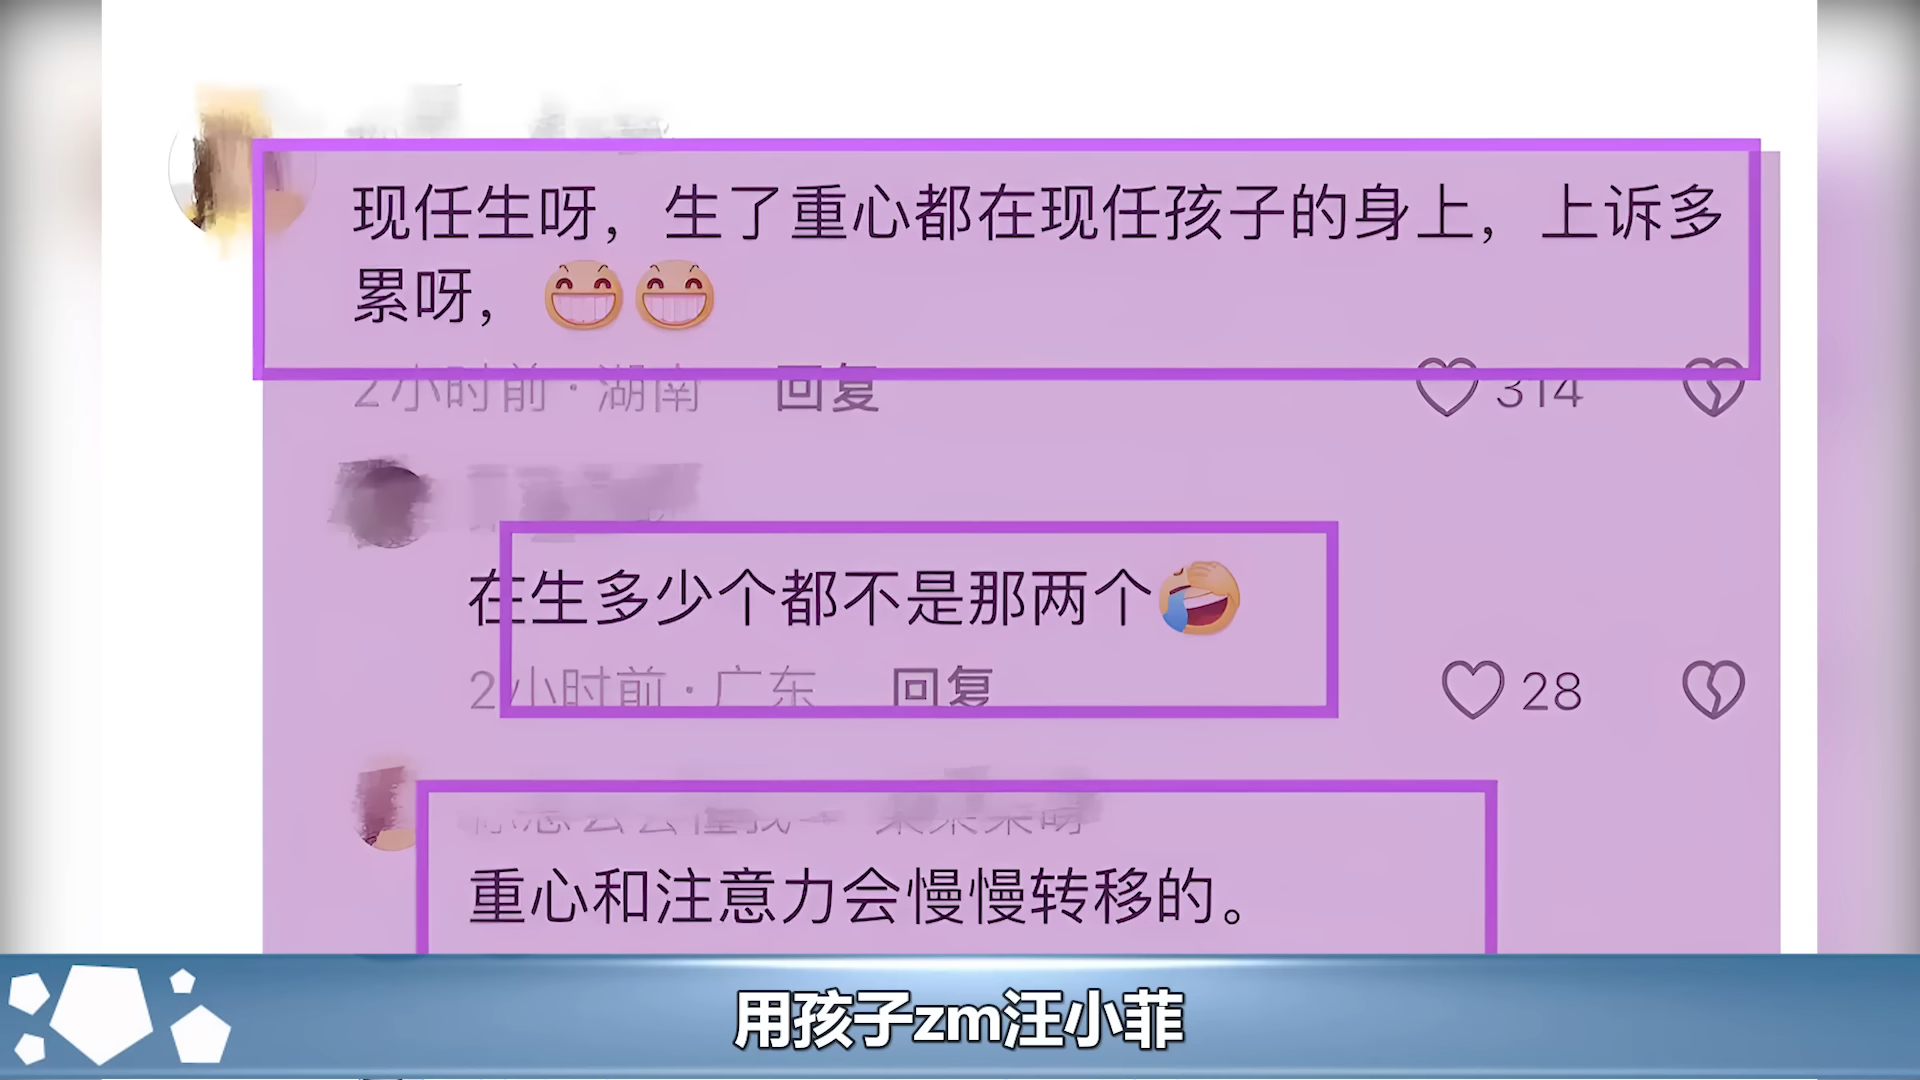 现任生呀，生了重心都在现任孩子的身上，上诉多
累呀，
2小时前·湖南 回复 314
在生多少个都不是那两个
2小时前·广东 回复 28
重心和注意力会慢慢转移的。
用孩子zm汪小菲